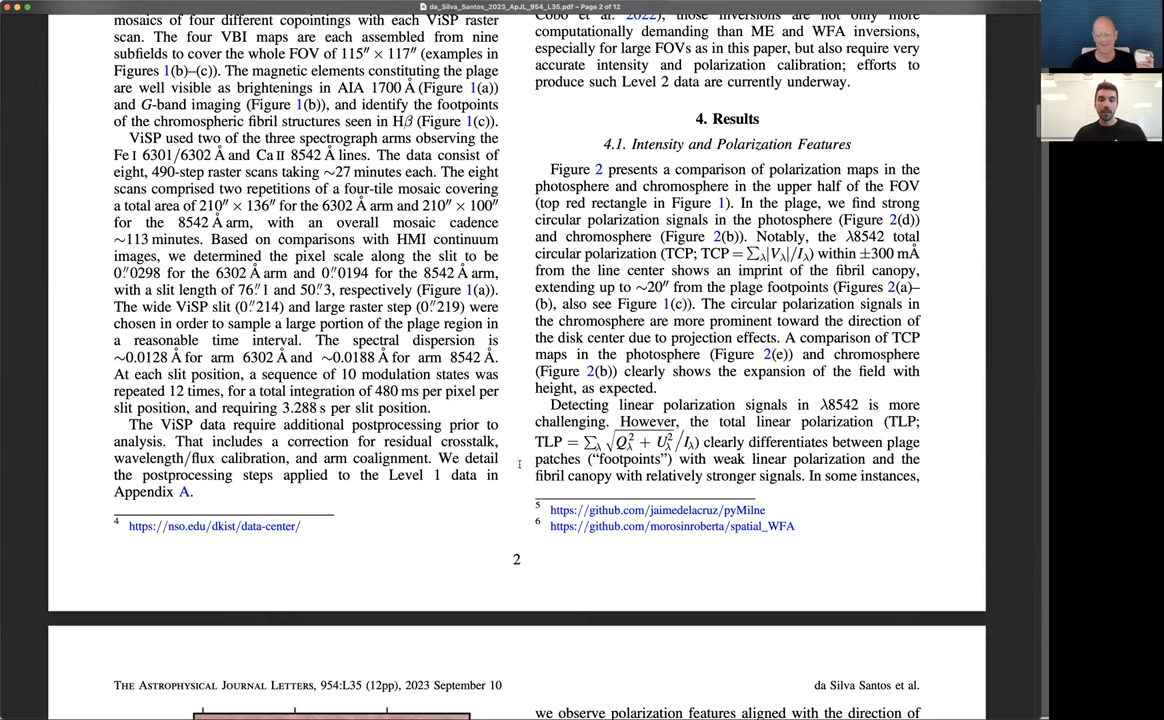 da_Silva_Santos_2023_ApJL_954_L35.pdf – Page 2 of 12
mosaics of four different copointings with each ViSP raster
scan. The four VBI maps are each assembled from nine
subfields to cover the whole FOV of 115″ × 117″ (examples in
Figures 1(b)–(c)). The magnetic elements constituting the plage
are well visible as brightenings in AIA 1700 Å (Figure 1(a))
and G-band imaging (Figure 1(b)), and identify the footpoints
of the chromospheric fibril structures seen in Hβ (Figure 1(c)).
ViSP used two of the three spectrograph arms observing the
Fe I 6301/6302 Å and Ca II 8542 Å lines. The data consist of
eight, 490-step raster scans taking ~27 minutes each. The eight
scans comprised two repetitions of a four-tile mosaic covering
a total area of 210″ × 136″ for the 6302 Å arm and 210″ × 100″
for the 8542 Å arm, with an overall mosaic cadence
~113 minutes. Based on comparisons with HMI continuum
images, we determined the pixel scale along the slit to be
0.″0298 for the 6302 Å arm and 0.″0194 for the 8542 Å arm,
with a slit length of 76.″1 and 50.″3, respectively (Figure 1(a)).
The wide ViSP slit (0.″214) and large raster step (0.″219) were
chosen in order to sample a large portion of the plage region in
a reasonable time interval. The spectral dispersion is
~0.0128 Å for arm 6302 Å and ~0.0188 Å for arm 8542 Å.
At each slit position, a sequence of 10 modulation states was
repeated 12 times, for a total integration of 480 ms per pixel per
slit position, and requiring 3.288 s per slit position.
The ViSP data require additional postprocessing prior to
analysis. That includes a correction for residual crosstalk,
wavelength/flux calibration, and arm coalignment. We detail
the postprocessing steps applied to the Level 1 data in
Appendix A.
4 https://nso.edu/dkist/data-center/
Cobo et al. 2022), those inversions are not only more
computationally demanding than ME and WFA inversions,
especially for large FOVs as in this paper, but also require very
accurate intensity and polarization calibration; efforts to
produce such Level 2 data are currently underway.
4. Results
4.1. Intensity and Polarization Features
Figure 2 presents a comparison of polarization maps in the
photosphere and chromosphere in the upper half of the FOV
(top red rectangle in Figure 1). In the plage, we find strong
circular polarization signals in the photosphere (Figure 2(d))
and chromosphere (Figure 2(b)). Notably, the λ8542 total
circular polarization (TCP; TCP = ∑λ|Vλ|/Iλ) within ±300 mÅ
from the line center shows an imprint of the fibril canopy,
extending up to ~20″ from the plage footpoints (Figures 2(a)–
(b), also see Figure 1(c)). The circular polarization signals in
the chromosphere are more prominent toward the direction of
the disk center due to projection effects. A comparison of TCP
maps in the photosphere (Figure 2(e)) and chromosphere
(Figure 2(b)) clearly shows the expansion of the field with
height, as expected.
Detecting linear polarization signals in λ8542 is more
challenging. However, the total linear polarization (TLP;
TLP = ∑λ √(Q²λ + U²λ)/Iλ) clearly differentiates between plage
patches (“footpoints”) with weak linear polarization and the
fibril canopy with relatively stronger signals. In some instances,
5 https://github.com/jaimedelacruz/pyMilne
6 https://github.com/morosinroberta/spatial_WFA
2
THE ASTROPHYSICAL JOURNAL LETTERS, 954:L35 (12pp), 2023 September 10
da Silva Santos et al.
we observe polarization features aligned with the direction of